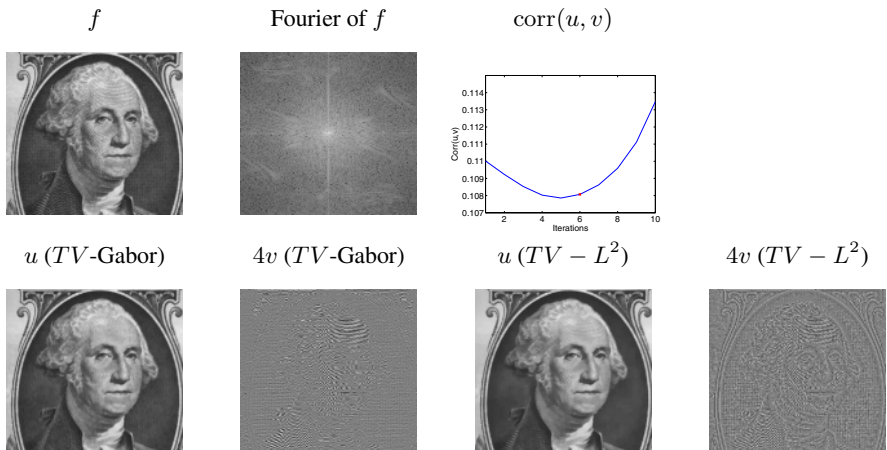 f
Fourier of f
corr(u, v)
0.114
0.113
0.112
0.111
0.11
0.109
0.108
0.107
Corr(u,v)
2 4 6 8 10
Iterations
u (TV-Gabor)
4v (TV-Gabor)
u (TV − L²)
4v (TV − L²)